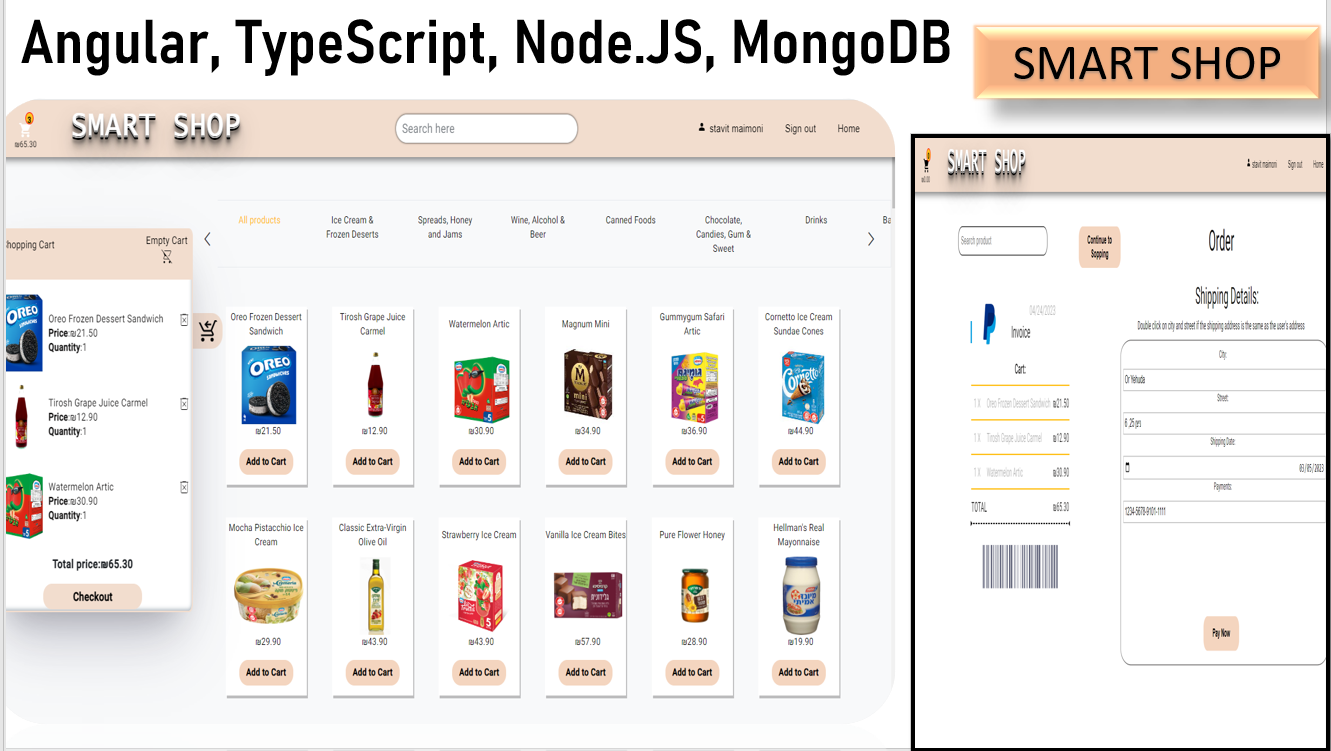 Angular, TypeScript, Node.JS, MongoDB
SMART SHOP
3
₪65.30
SMART SHOP
Search here
stavit maimoni
Sign out
Home
All products
Ice Cream &
Frozen Deserts
Spreads, Honey
and Jams
Wine, Alcohol &
Beer
Canned Foods
Chocolate,
Candies, Gum &
Sweet
Drinks
Ba
hopping Cart
Empty Cart
OREO
Oreo Frozen Dessert Sandwich
Price:₪21.50
Quantity:1
Tirosh Grape Juice Carmel
Price:₪12.90
Quantity:1
Watermelon Artic
Price:₪30.90
Quantity:1
Total price:₪65.30
Checkout
Oreo Frozen Dessert
Sandwich
OREO
₪21.50
Add to Cart
Tirosh Grape Juice
Carmel
₪12.90
Add to Cart
Watermelon Artic
₪30.90
Add to Cart
Magnum Mini
M
mini
₪34.90
Add to Cart
Gummygum Safari
Artic
₪36.90
Add to Cart
Cornetto Ice Cream
Sundae Cones
Cornetto
₪44.90
Add to Cart
Mocha Pistacchio Ice
Cream
₪29.90
Add to Cart
Classic Extra-Virgin
Olive Oil
₪43.90
Add to Cart
Strawberry Ice Cream
5
₪43.90
Add to Cart
Vanilla Ice Cream Bites
₪57.90
Add to Cart
Pure Flower Honey
₪28.90
Add to Cart
Hellman's Real
Mayonnaise
₪19.90
Add to Cart
₪0.00
SMART SHOP
stavit maimoni
Sign out
Home
Search product
Continue to
Sopping
Order
04/24/2023
Invoice
Cart:
1 X Oreo Frozen Dessert Sandwich ₪21.50
1 X Tirosh Grape Juice Carmel ₪12.90
1 X Watermelon Artic ₪30.90
TOTAL ₪65.30
Shipping Details:
Double click on city and street if the shipping address is the same as the user's address
City:
Or Yehuda
Street:
Shipping Date:
03/05/2023
Payments:
1234-5678-9101-1111
Pay Now